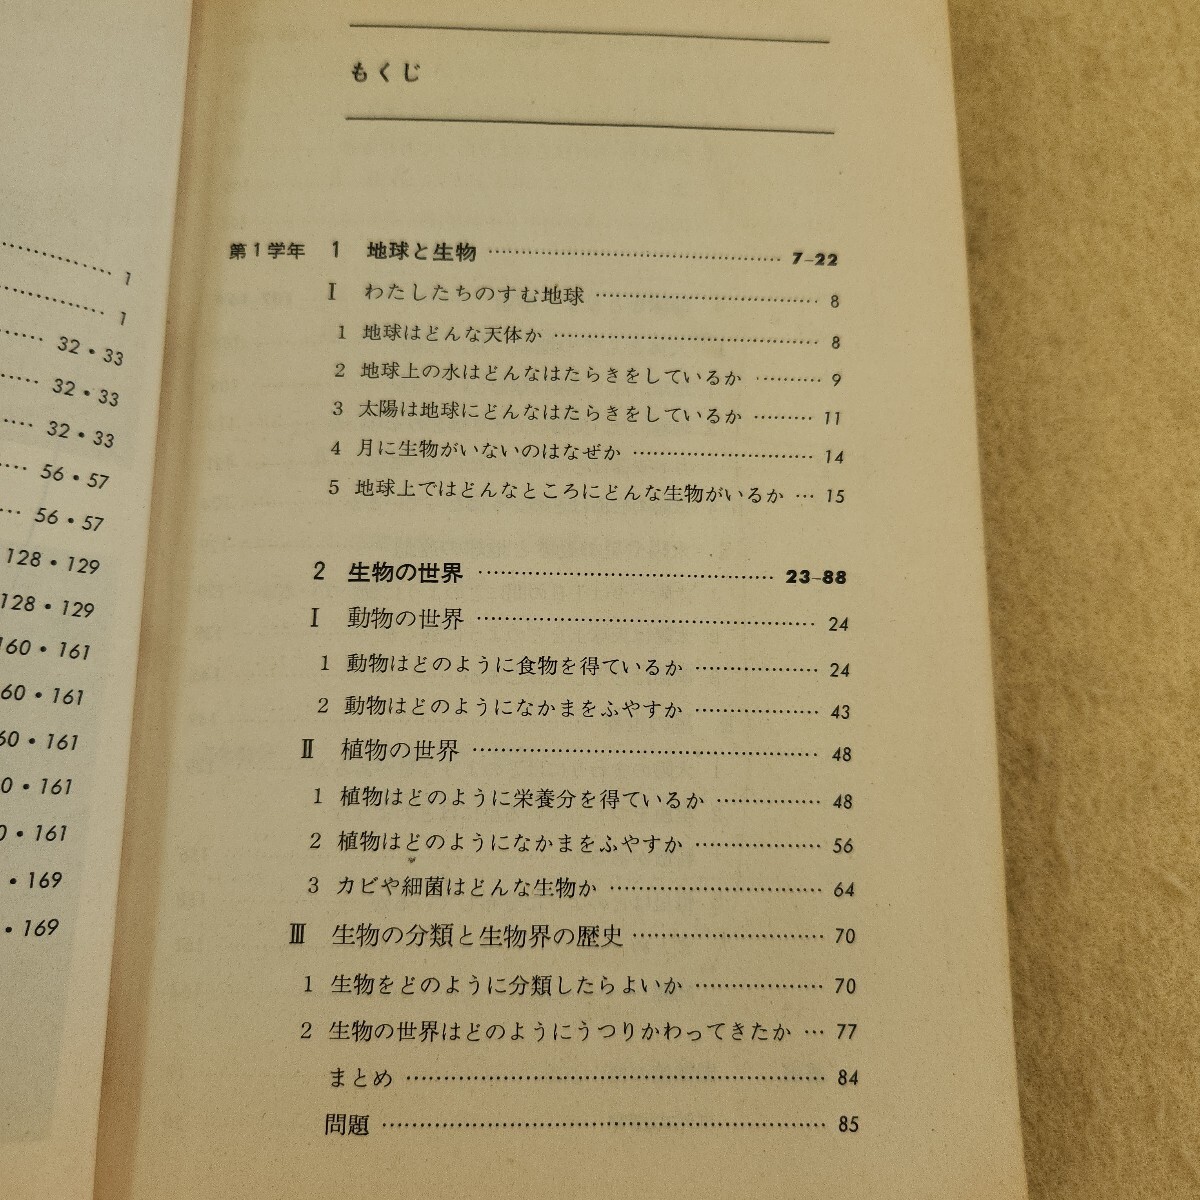 1
1
32・33
32・33
32・33
56・57
56・57
128・129
128・129
160・161
60・161
60・161
0・161
0・161
・169
・169
もくじ
第1学年 1 地球と生物 7–22
Ⅰ わたしたちのすむ地球 8
1 地球はどんな天体か 8
2 地球上の水はどんなはたらきをしているか 9
3 太陽は地球にどんなはたらきをしているか 11
4 月に生物がいないのはなぜか 14
5 地球上ではどんなところにどんな生物がいるか 15
2 生物の世界 23–88
Ⅰ 動物の世界 24
1 動物はどのように食物を得ているか 24
2 動物はどのようになかまをふやすか 43
Ⅱ 植物の世界 48
1 植物はどのように栄養分を得ているか 48
2 植物はどのようになかまをふやすか 56
3 カビや細菌はどんな生物か 64
Ⅲ 生物の分類と生物界の歴史 70
1 生物をどのように分類したらよいか 70
2 生物の世界はどのようにうつりかわってきたか 77
まとめ 84
問題 85